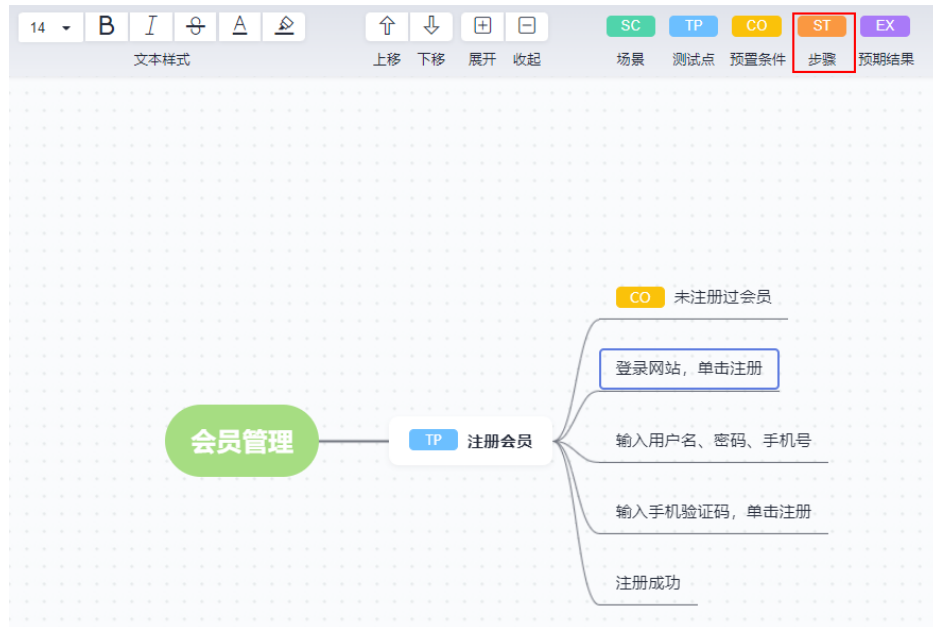 14 B I S A
SC TP CO ST EX
文本样式 上移 下移 展开 收起 场景 测试点 预置条件 步骤 预期结果
CO 未注册过会员
登录网站，单击注册
会员管理 TP 注册会员
输入用户名、密码、手机号
输入手机验证码，单击注册
注册成功